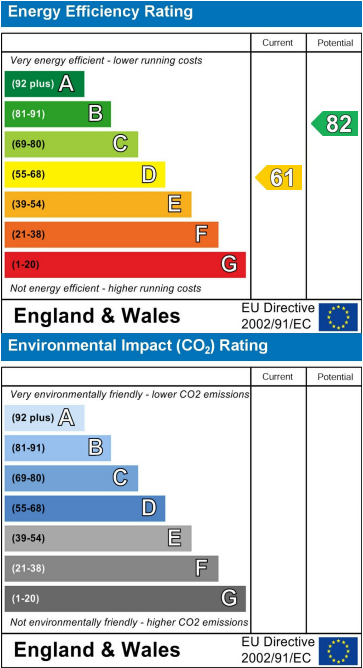 Energy Efficiency Rating
Current Potential
Very energy efficient - lower running costs
(92 plus) A
(81-91) B
82
(69-80) C
(55-68) D
61
(39-54) E
(21-38) F
(1-20) G
Not energy efficient - higher running costs
England & Wales
EU Directive
2002/91/EC
Environmental Impact (CO₂) Rating
Current Potential
Very environmentally friendly - lower CO2 emissions
(92 plus) A
(81-91) B
(69-80) C
(55-68) D
(39-54) E
(21-38) F
(1-20) G
Not environmentally friendly - higher CO2 emissions
England & Wales
EU Directive
2002/91/EC